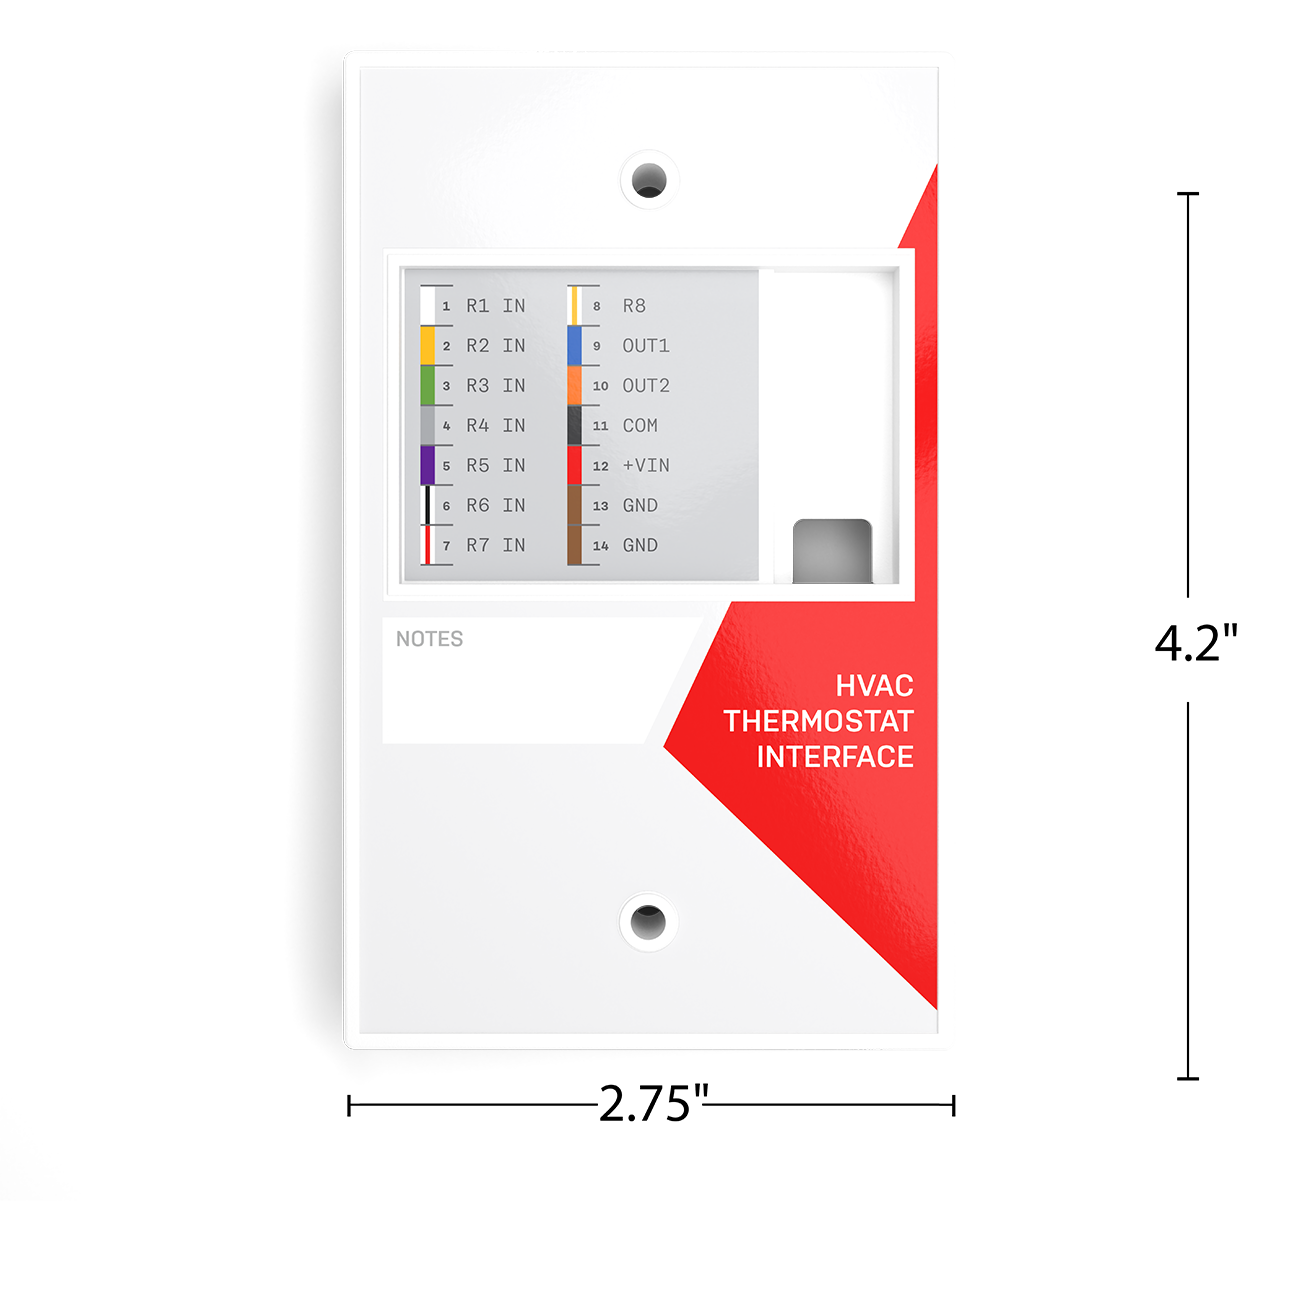 1 R1 IN
2 R2 IN
3 R3 IN
4 R4 IN
5 R5 IN
6 R6 IN
7 R7 IN
8 R8
9 OUT1
10 OUT2
11 COM
12 +VIN
13 GND
14 GND
NOTES
HVAC
THERMOSTAT
INTERFACE
4.2"
2.75"